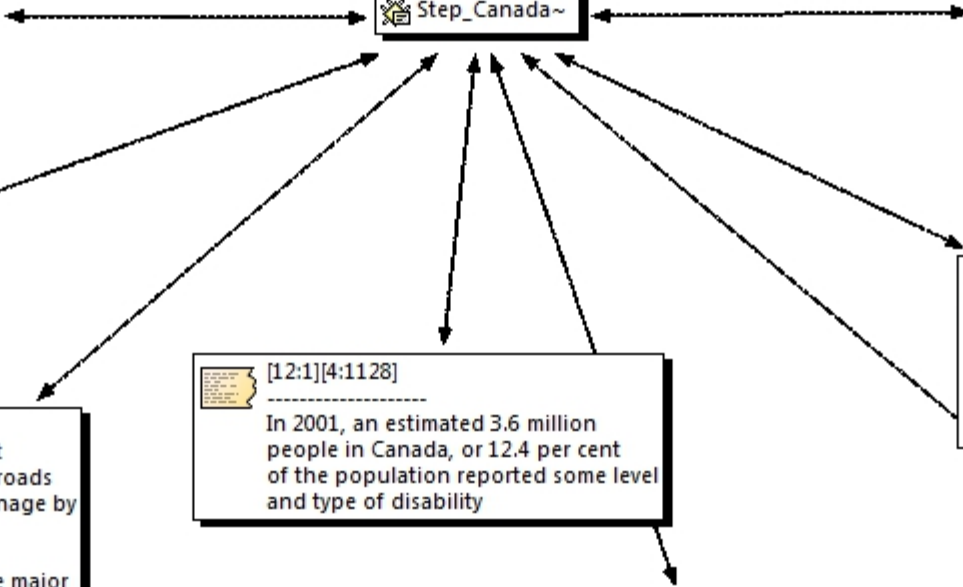 Step_Canada~
[12:1][4:1128]
--------------------
In 2001, an estimated 3.6 million
people in Canada, or 12.4 per cent
of the population reported some level
and type of disability
roads
by
major